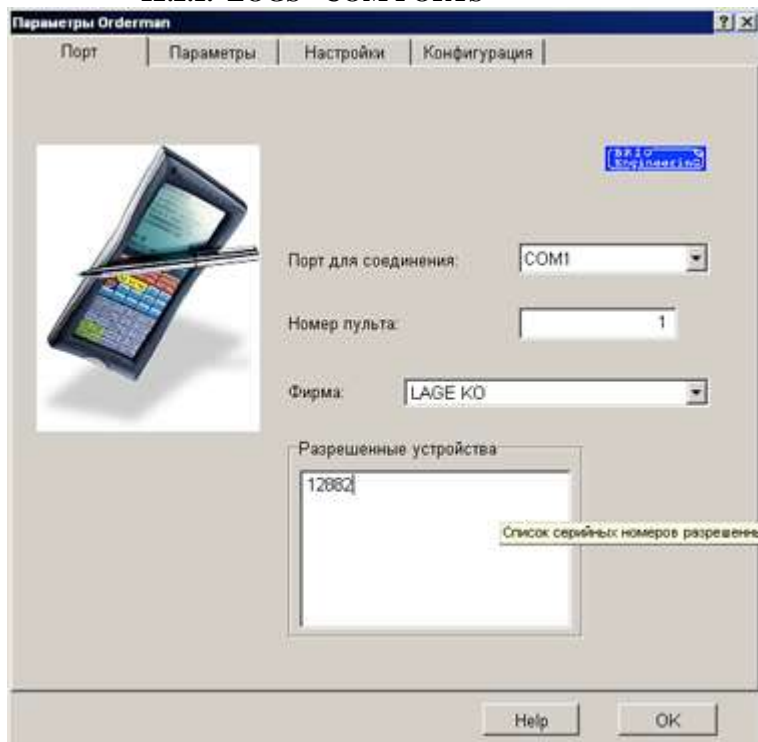 Параметры Orderman
Порт Параметры Настройки Конфигурация
Engineering
Порт для соединения: COM1
Номер пульта: 1
Фирма: LAGE KO
Разрешенные устройства
12882
Список серийных номеров
Help OK